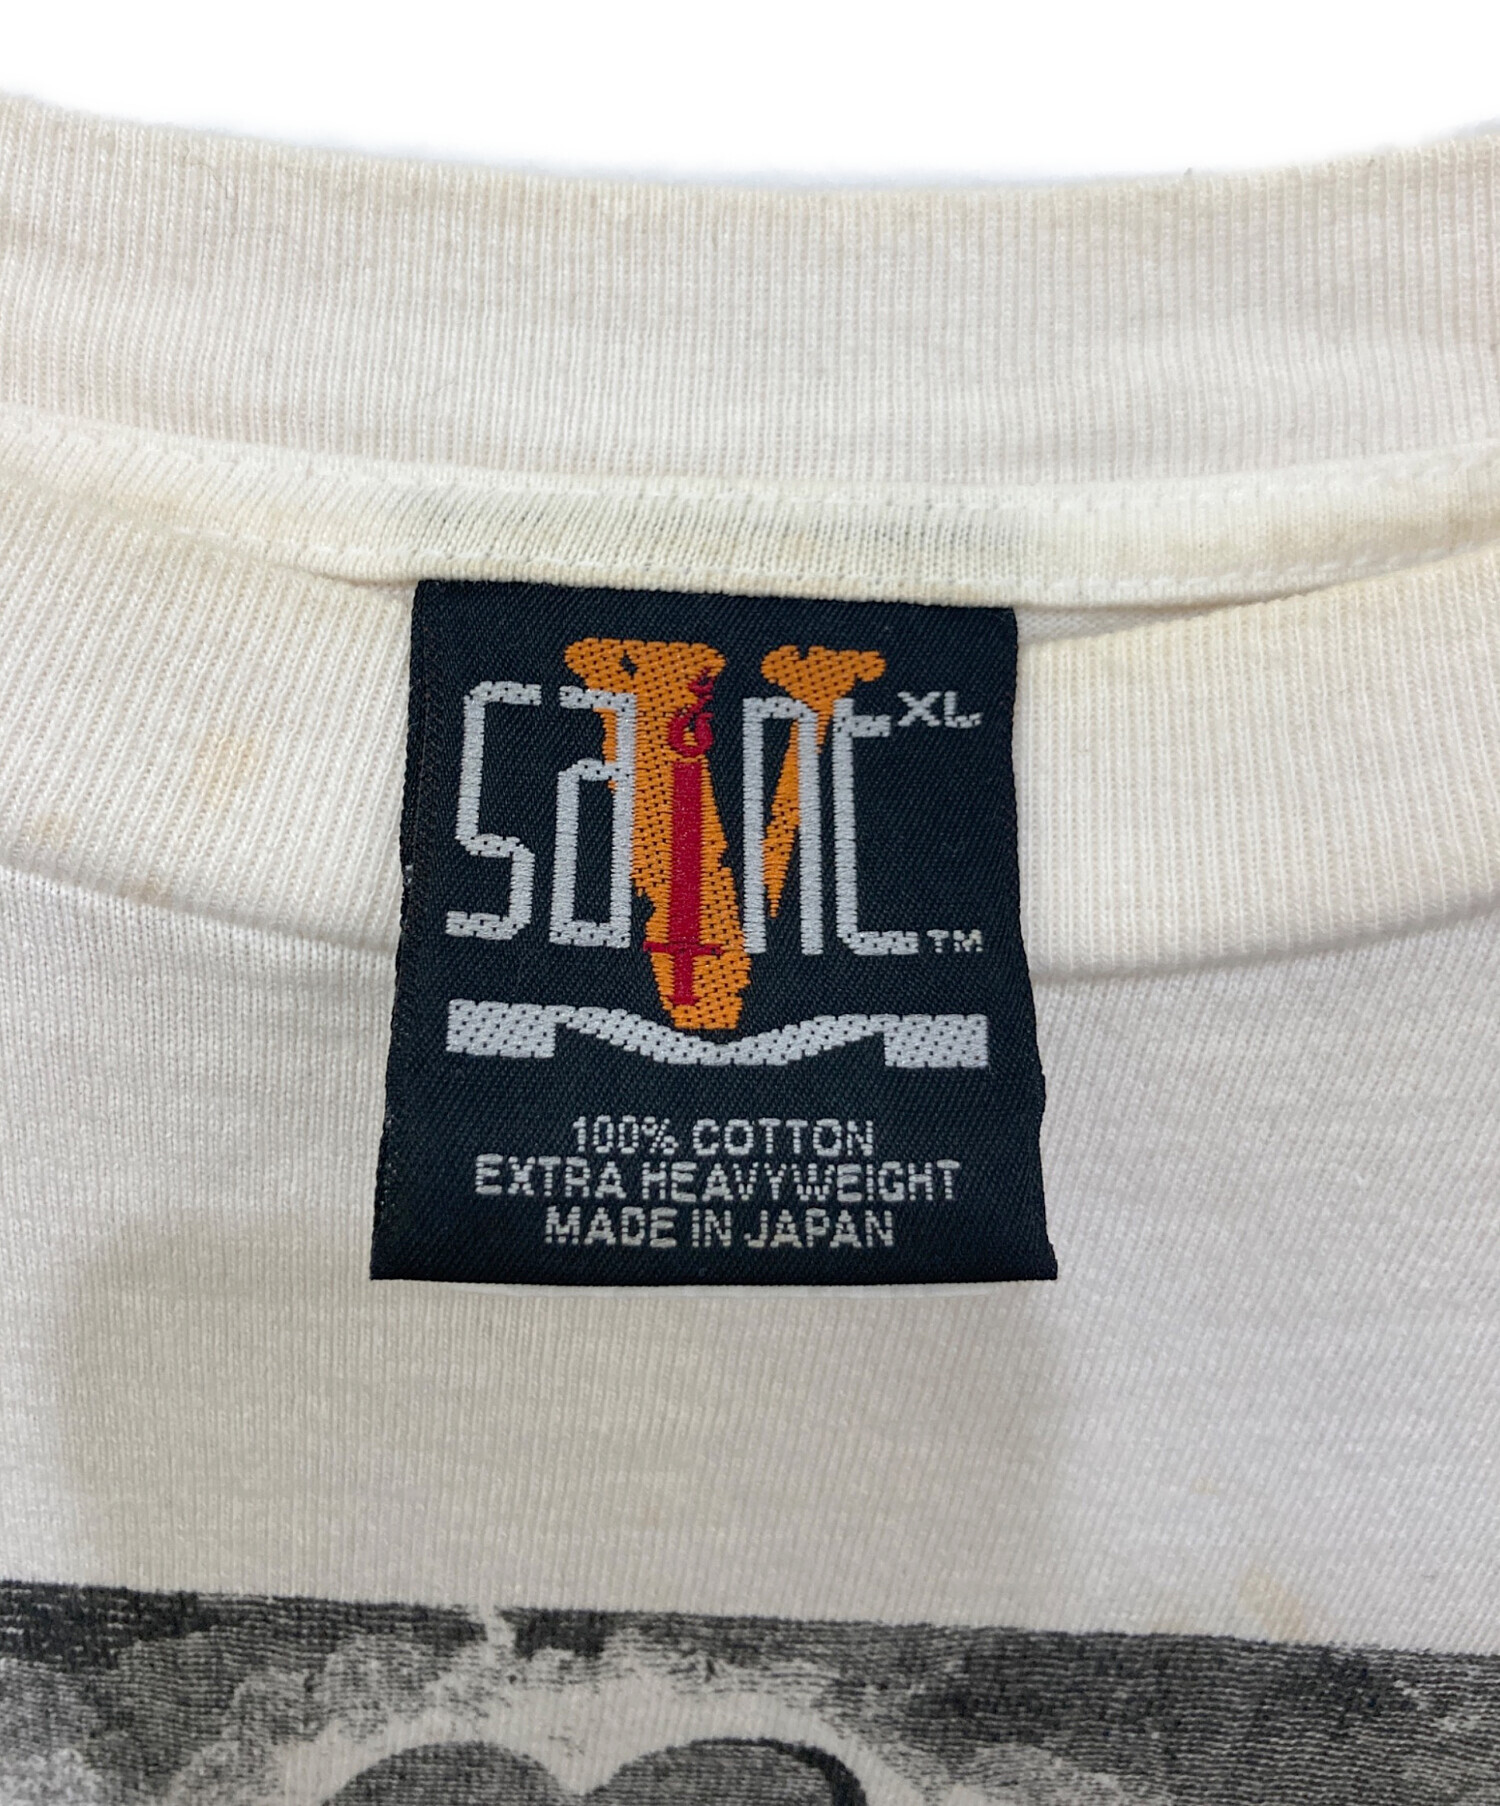 saint XL
TM
100% COTTON
EXTRA HEAVYWEIGHT
MADE IN JAPAN